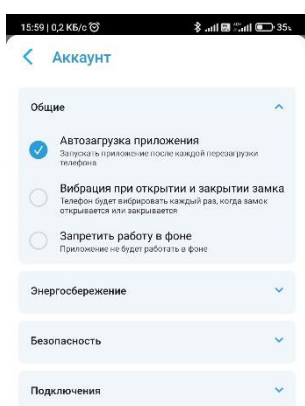 15:59 | 0,2 КБ/с 35%
Аккаунт
Общие
Автозагрузка приложения
Запускать приложение после каждой перезагрузки
телефона
Вибрация при открытии и закрытии замка
Телефон будет вибрировать каждый раз, когда замок
открывается или закрывается
Запретить работу в фоне
Приложение не будет работать в фоне
Энергосбережение
Безопасность
Подключения